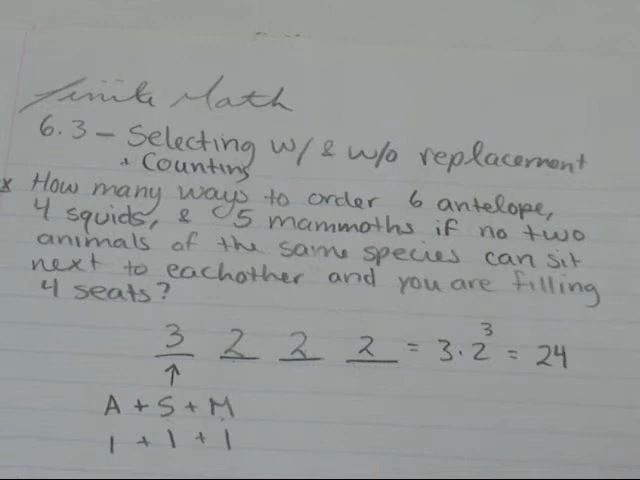 Finite Math
6.3 - Selecting w/ & w/o replacement
+ Counting
x How many ways to order 6 antelope,
4 squids, & 5 mammoths if no two
animals of the same species can sit
next to eachother and you are filling
4 seats?
3 2 2 2 = 3·2³ = 24
↑
A + S + M
1 + 1 + 1